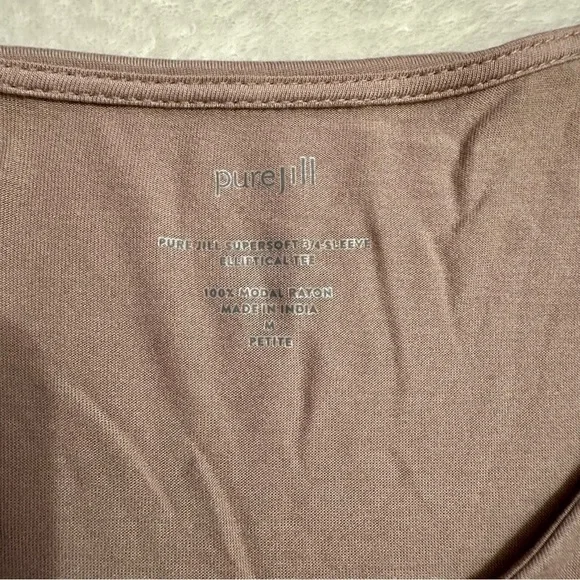 purejill
PURE JILL SUPERSOFT 3/4-SLEEVE
ELLIPTICAL TEE
100% MODAL RAYON
MADE IN INDIA
M
PETITE